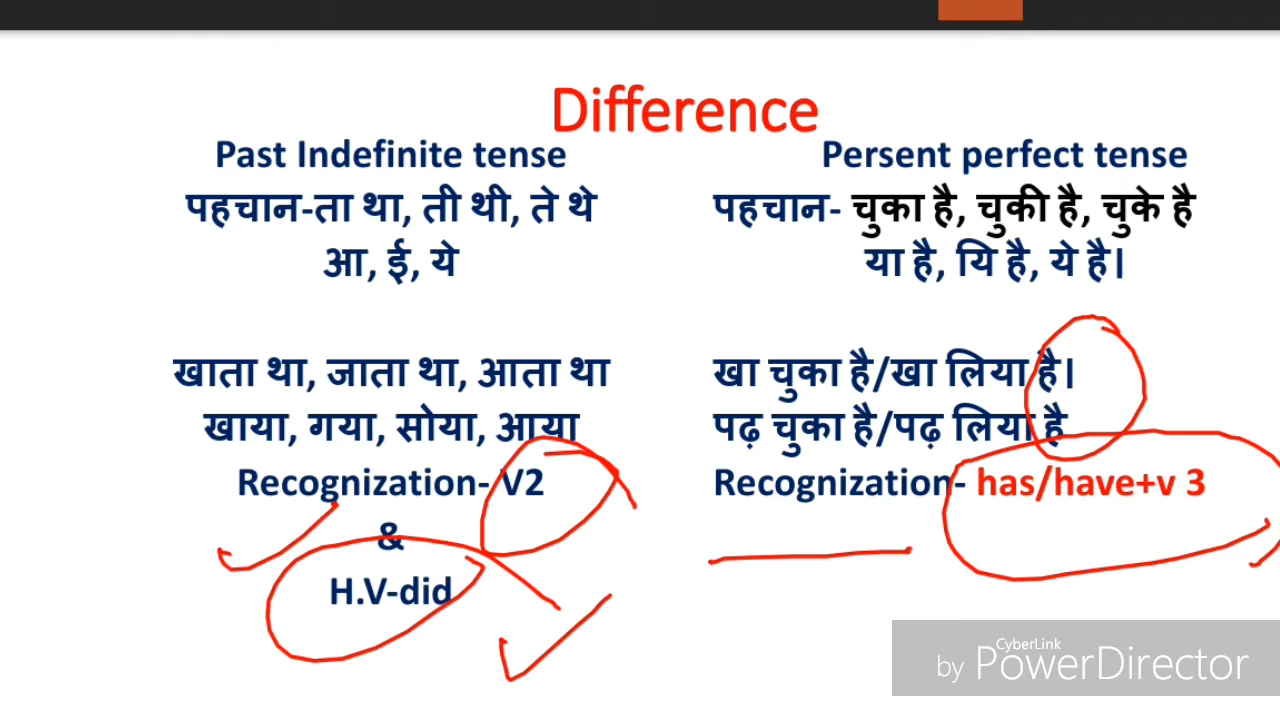 Difference
Past Indefinite tense
पहचान-ता था, ती थी, ते थे
आ, ई, ये
खाता था, जाता था, आता था
खाया, गया, सोया, आया
Recognization- V2
&
H.V-did
Persent perfect tense
पहचान- चुका है, चुकी है, चुके है
या है, यि है, ये है।
खा चुका है/खा लिया है।
पढ़ चुका है/पढ़ लिया है
Recognization- has/have+v 3
CyberLink
by PowerDirector